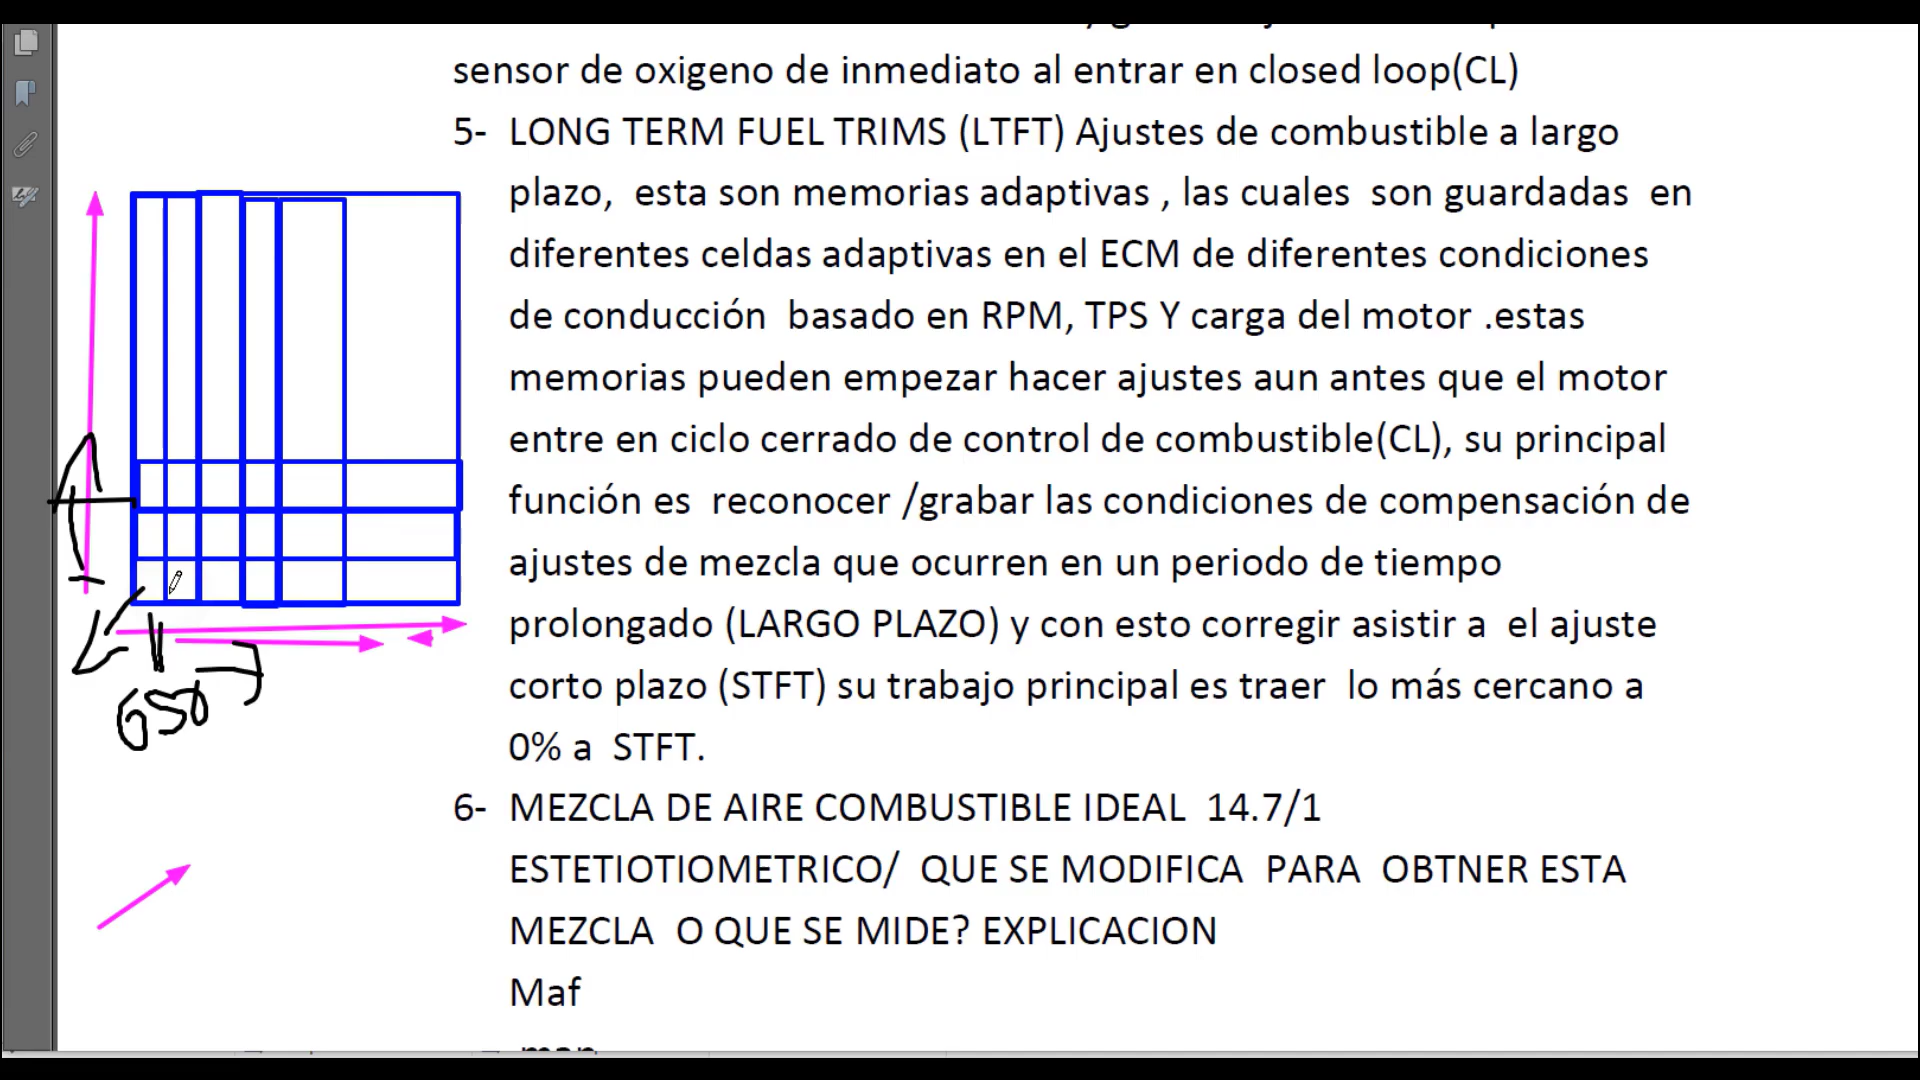 sensor de oxigeno de inmediato al entrar en closed loop(CL)
5- LONG TERM FUEL TRIMS (LTFT) Ajustes de combustible a largo
plazo, esta son memorias adaptivas , las cuales son guardadas en
diferentes celdas adaptivas en el ECM de diferentes condiciones
de conducción basado en RPM, TPS Y carga del motor .estas
memorias pueden empezar hacer ajustes aun antes que el motor
entre en ciclo cerrado de control de combustible(CL), su principal
función es reconocer /grabar las condiciones de compensación de
ajustes de mezcla que ocurren en un periodo de tiempo
prolongado (LARGO PLAZO) y con esto corregir asistir a el ajuste
corto plazo (STFT) su trabajo principal es traer lo más cercano a
0% a STFT.
650
6- MEZCLA DE AIRE COMBUSTIBLE IDEAL 14.7/1
ESTETIOTIOMETRICO/ QUE SE MODIFICA PARA OBTNER ESTA
MEZCLA O QUE SE MIDE? EXPLICACION
Maf